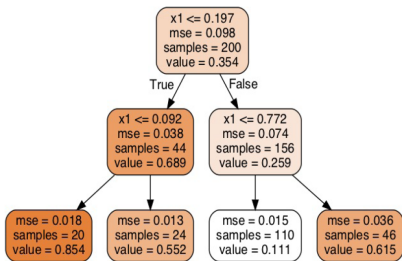 x1 <= 0.197
mse = 0.098
samples = 200
value = 0.354
True
False
x1 <= 0.092
mse = 0.038
samples = 44
value = 0.689
x1 <= 0.772
mse = 0.074
samples = 156
value = 0.259
mse = 0.018
samples = 20
value = 0.854
mse = 0.013
samples = 24
value = 0.552
mse = 0.015
samples = 110
value = 0.111
mse = 0.036
samples = 46
value = 0.615